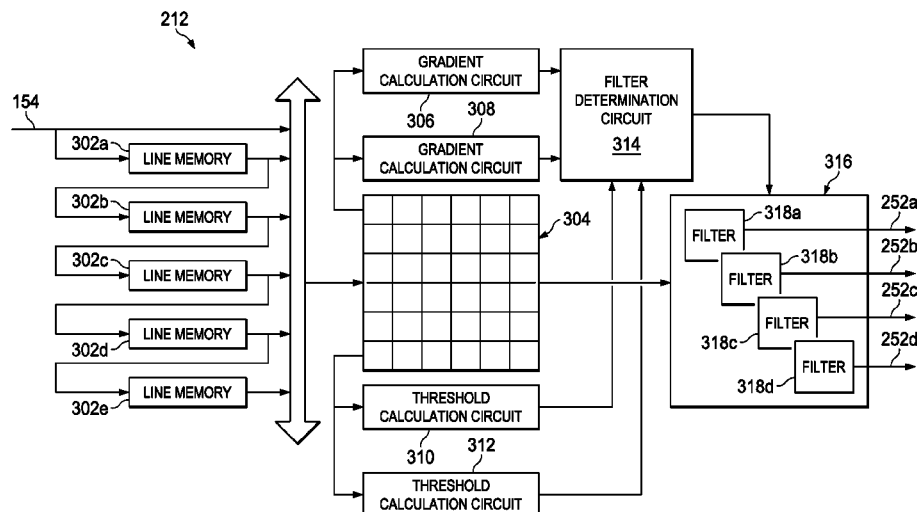 212
154
302a
LINE MEMORY
302b
LINE MEMORY
302c
LINE MEMORY
302d
LINE MEMORY
302e
LINE MEMORY
GRADIENT
CALCULATION CIRCUIT
306
308
GRADIENT
CALCULATION CIRCUIT
304
THRESHOLD
CALCULATION CIRCUIT
310
312
THRESHOLD
CALCULATION CIRCUIT
FILTER
DETERMINATION
CIRCUIT
314
316
318a
FILTER
252a
318b
FILTER
252b
318c
FILTER
252c
318d
FILTER
252d